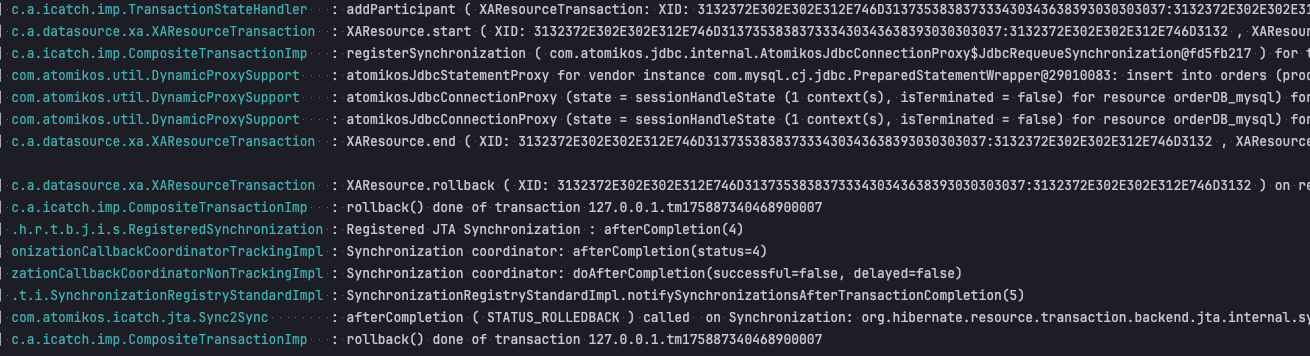 c.a.icatch.imp.TransactionStateHandler : addParticipant ( XAResourceTransaction: XID: 3132372E302E302E312E746D313735383837333430343638393030303037:3132372E302E302E312E
c.a.datasource.xa.XAResourceTransaction : XAResource.start ( XID: 3132372E302E302E312E746D313735383837333430343638393030303037:3132372E302E302E312E746D3132 , XAResour
c.a.icatch.imp.CompositeTransactionImp : registerSynchronization ( com.atomikos.jdbc.internal.AtomikosJdbcConnectionProxy$JdbcRequeueSynchronization@fd5fb217 ) for t
com.atomikos.util.DynamicProxySupport : atomikosJdbcStatementProxy for vendor instance com.mysql.cj.jdbc.PreparedStatementWrapper@29010083: insert into orders (prod
com.atomikos.util.DynamicProxySupport : atomikosJdbcConnectionProxy (state = sessionHandleState (1 context(s), isTerminated = false) for resource orderDB_mysql) for
com.atomikos.util.DynamicProxySupport : atomikosJdbcConnectionProxy (state = sessionHandleState (1 context(s), isTerminated = false) for resource orderDB_mysql) for
c.a.datasource.xa.XAResourceTransaction : XAResource.end ( XID: 3132372E302E302E312E746D313735383837333430343638393030303037:3132372E302E302E312E746D3132 , XAResource
c.a.datasource.xa.XAResourceTransaction : XAResource.rollback ( XID: 3132372E302E302E312E746D313735383837333430343638393030303037:3132372E302E302E312E746D3132 ) on re
c.a.icatch.imp.CompositeTransactionImp : rollback() done of transaction 127.0.0.1.tm175887340468900007
.h.r.t.b.j.i.s.RegisteredSynchronization : Registered JTA Synchronization : afterCompletion(4)
onizationCallbackCoordinatorTrackingImpl : Synchronization coordinator: afterCompletion(status=4)
zationCallbackCoordinatorNonTrackingImpl : Synchronization coordinator: doAfterCompletion(successful=false, delayed=false)
.t.i.SynchronizationRegistryStandardImpl : SynchronizationRegistryStandardImpl.notifySynchronizationsAfterTransactionCompletion(5)
com.atomikos.icatch.jta.Sync2Sync : afterCompletion ( STATUS_ROLLEDBACK ) called on Synchronization: org.hibernate.resource.transaction.backend.jta.internal.sy
c.a.icatch.imp.CompositeTransactionImp : rollback() done of transaction 127.0.0.1.tm175887340468900007